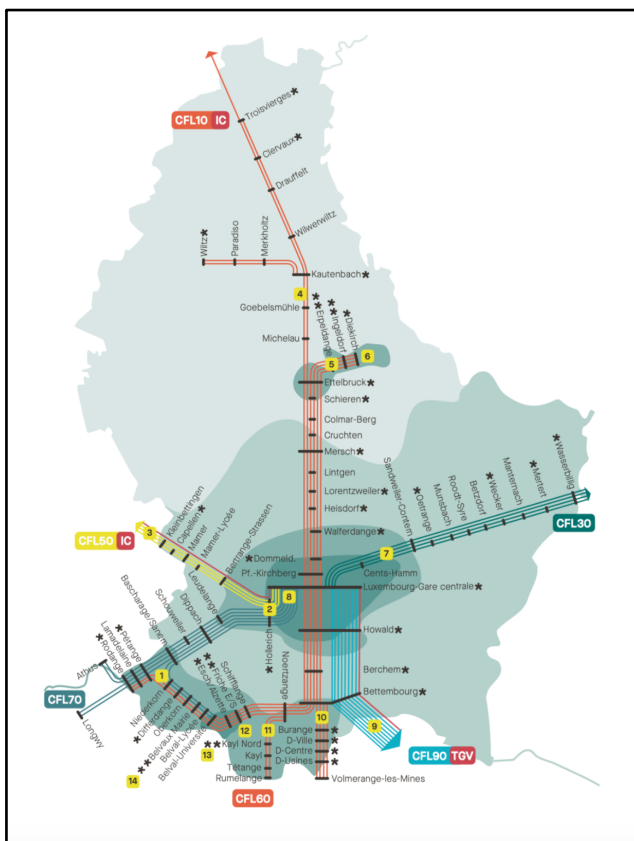 CFL10 IC
Troisvierges*
Clervaux*
Drauffelt
Wilwerwiltz
Wiltz*
Paradiso
Merkholtz
Kautenbach*
4
Goebelsmühle
Michelau
**Erpeldange
**Ingeldorf
*Diekirch
5
6
Ettelbruck*
Schieren*
Colmar-Berg
Cruchten
Mersch*
Lintgen
Lorentzweiler*
Heisdorf*
Walferdange*
*Dommeld.
Pf.-Kirchberg
Sandweiler-Contern
*Oetrange
Munsbach
Roodt-Syre
Betzdorf
*Wecker
Manternach
*Mertert
*Wasserbillig
CFL30
7
Cents-Hamm
Luxembourg-Gare centrale*
CFL50 IC
3
Kleinbettingen
Capellen*
Mamer
Mamer-Lycée
Bertrange-Strassen
8
2
*Hollerich
Leudelange
Dippach
Schouweiler
Bascharage/Sanem
*Pétange
Lamadelaine
*Rodange
Athus
CFL70
Longwy
Howald*
Berchem*
Bettembourg*
9
CFL90 TGV
1
Niederkorn
*Differdange
Oberkorn
**Belvaux Mairie
Belval-Lycée
Belval-Université
*Esch/Alzette
**Friche E/S
Schifflange
Noertzange
14
13
12
11
10
**Kayl Nord
Kayl
Tétange
Rumelange
CFL60
Burange*
D-Ville*
D-Centre*
D-Usines*
Volmerange-les-Mines